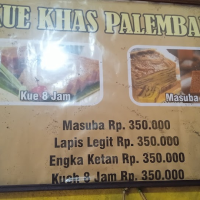 KUE KHAS PALEMBA
Kue 8 Jam
Masuba
Masuba Rp. 350.000
Lapis Legit Rp. 350.000
Engka Ketan Rp. 350.000
Kueh 8 Jam Rp. 350.000